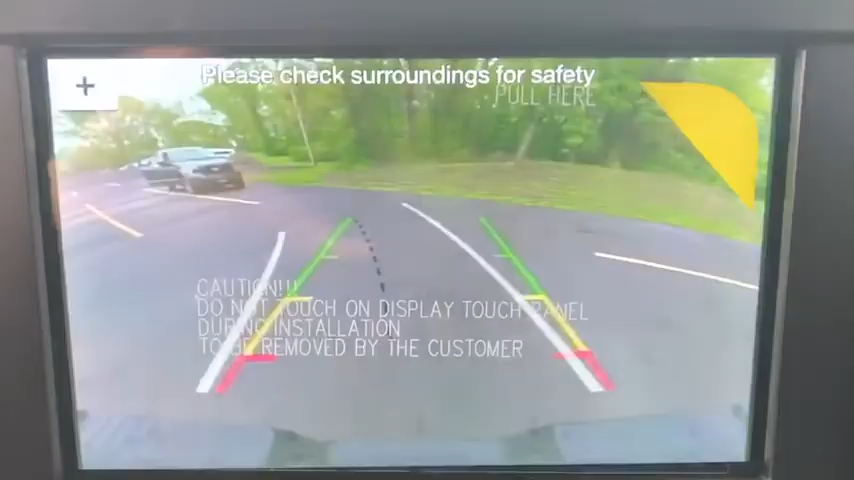 +
Please check surroundings for safety
PULL HERE
CAUTION!!!
DO NOT TOUCH ON DISPLAY TOUCH PANEL
DURING INSTALLATION
TO BE REMOVED BY THE CUSTOMER